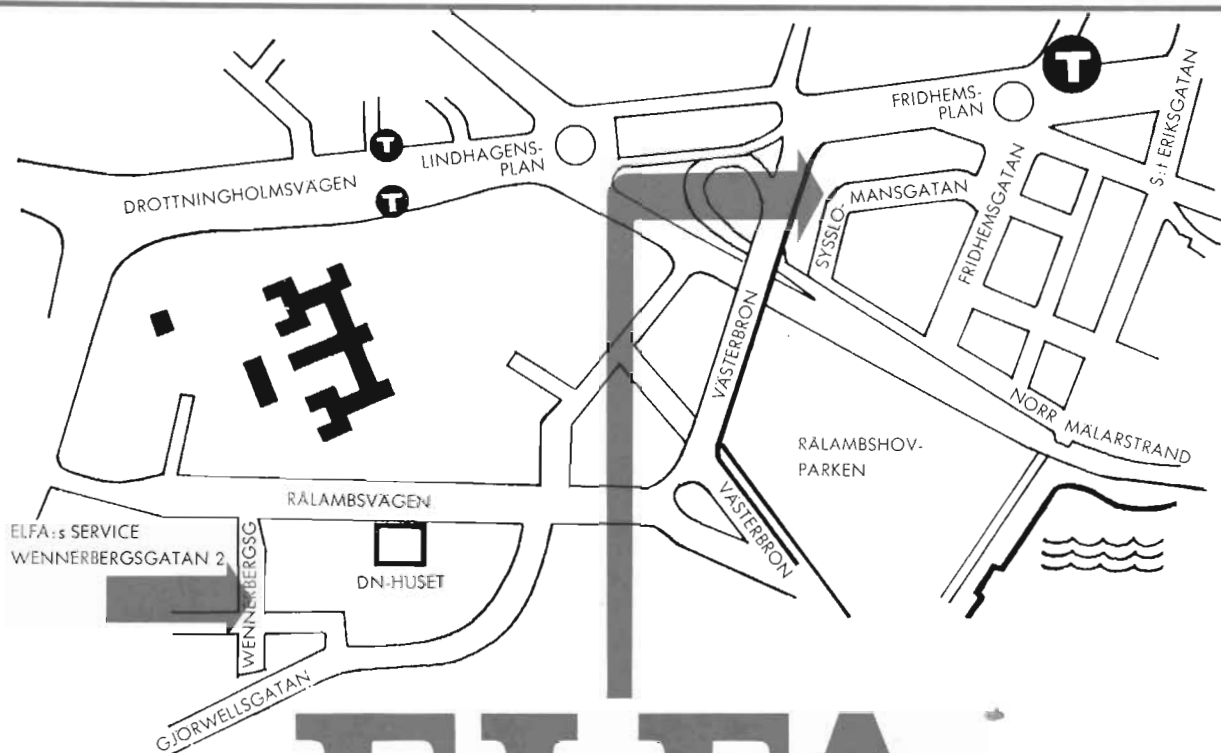 T
FRIDHEMS-
PLAN
S:t ERIKSGATAN
T
LINDHAGENS-
PLAN
DROTTNINGHOLMSVÄGEN
T
SYSSLO-
MANSGATAN
FRIDHEMSGATAN
VÄSTERBRON
NORR MÄLARSTRAND
RÅLAMBSHOV-
PARKEN
RÅLAMBSVÄGEN
VÄSTERBRON
ELFA:s SERVICE
WENNERBERGSGATAN 2
WENNERBERGSG
DN-HUSET
GJÖRWELLSGATAN
ELFA